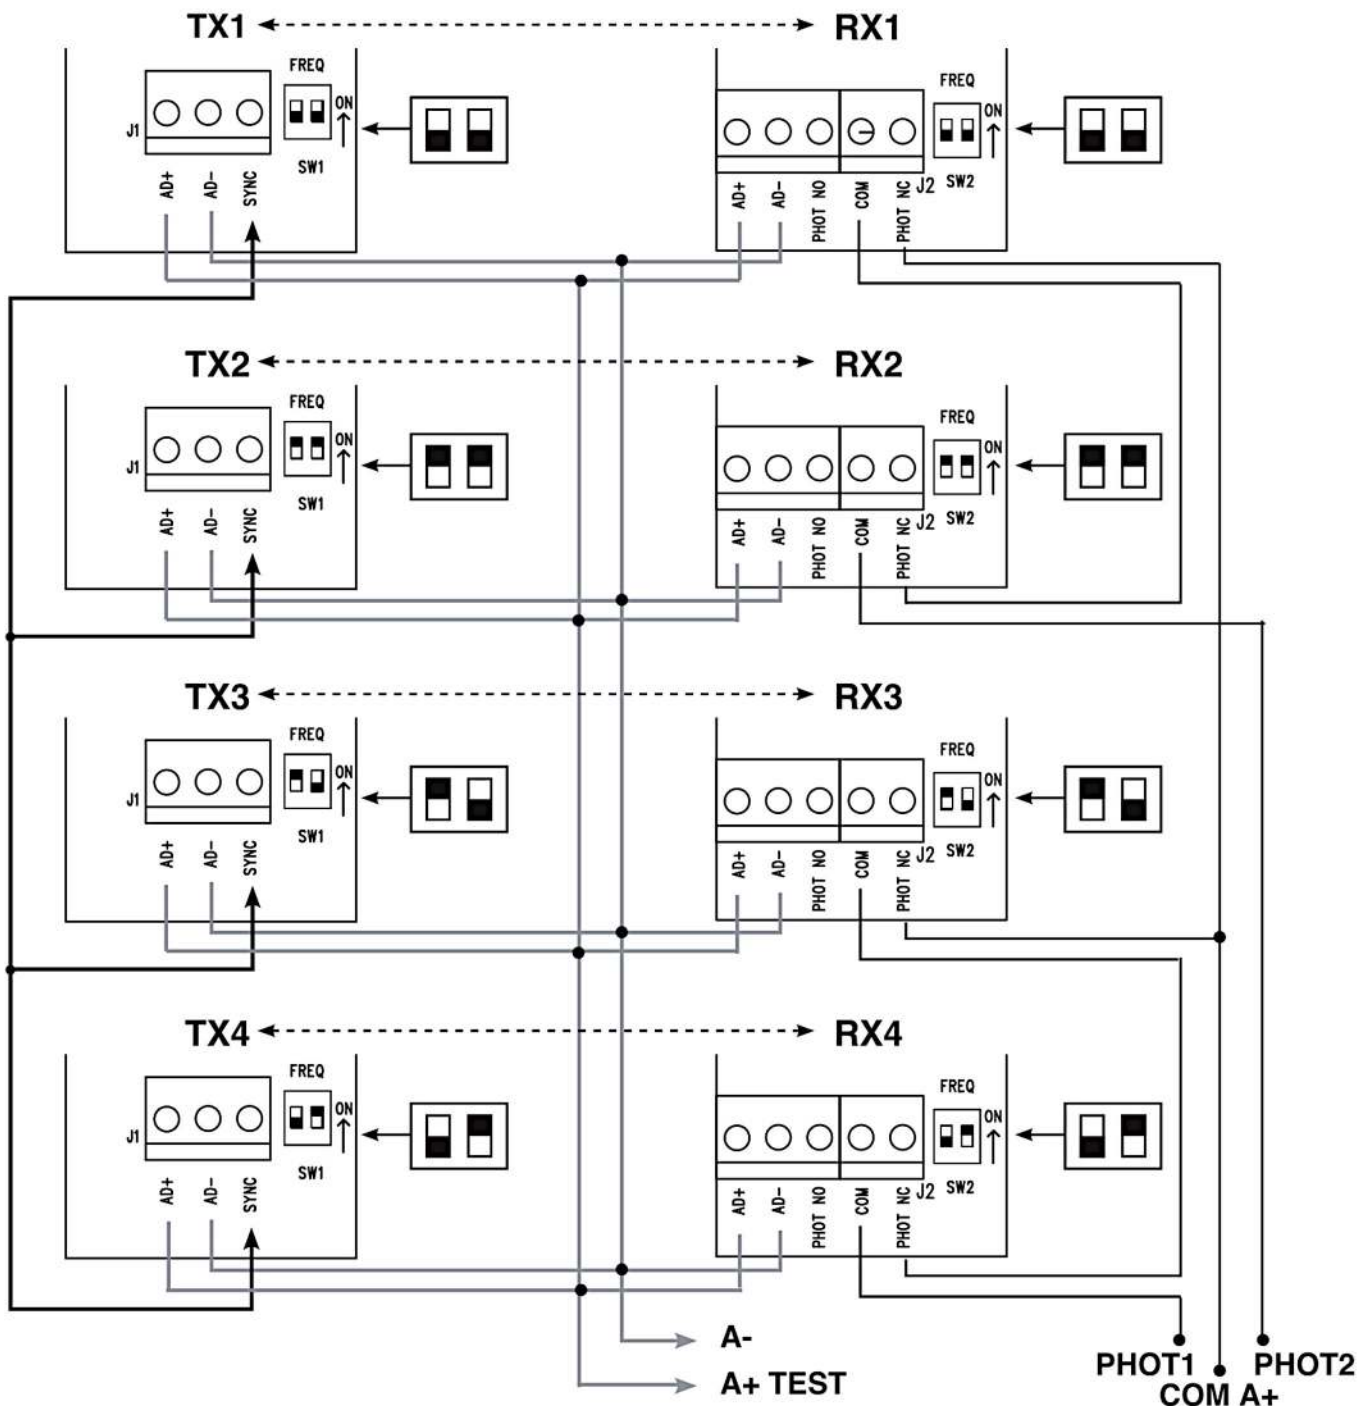 TX1 RX1
FREQ
ON
J1
SW1
AD+ AD- SYNC
FREQ
ON
J2 SW2
AD+ AD- PHOT NO COM PHOT NC
TX2 RX2
FREQ
ON
J1
SW1
AD+ AD- SYNC
FREQ
ON
J2 SW2
AD+ AD- PHOT NO COM PHOT NC
TX3 RX3
FREQ
ON
J1
SW1
AD+ AD- SYNC
FREQ
ON
J2 SW2
AD+ AD- PHOT NO COM PHOT NC
TX4 RX4
FREQ
ON
J1
SW1
AD+ AD- SYNC
FREQ
ON
J2 SW2
AD+ AD- PHOT NO COM PHOT NC
A-
A+ TEST
PHOT1 PHOT2
COM A+